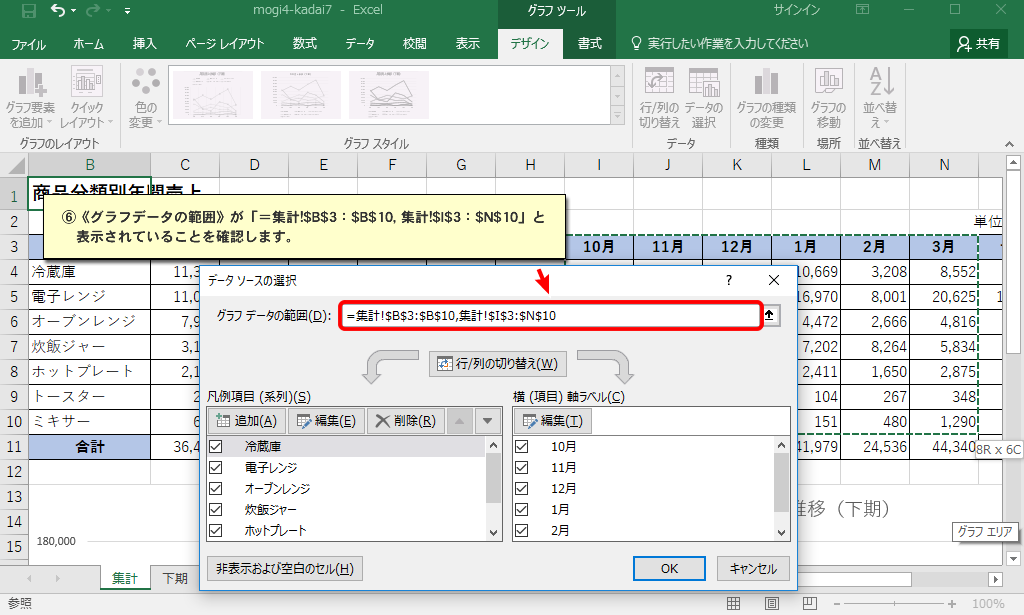 mogi4-kadai7 - Excel
グラフ ツール
サインイン
ファイル ホーム 挿入 ページ レイアウト 数式 データ 校閲 表示 デザイン 書式 実行したい作業を入力してください 共有
グラフ要素を追加 クイックレイアウト 色の変更 行/列の切り替え データの選択 グラフの種類の変更 グラフの移動 並べ替え
グラフのレイアウト グラフ スタイル データ 種類 場所 並べ替え
B C D E F G H I J K L M N
1 商品分類別年間売上
⑥《グラフデータの範囲》が「＝集計!$B$3：$B$10, 集計!$I$3：$N$10」と
表示されていることを確認します。
2 単位
3 10月 11月 12月 1月 2月 3月
4 冷蔵庫 3,208 8,552
5 電子レンジ 8,001 20,625
6 オーブンレンジ 4,472 2,666 4,816
7 炊飯ジャー 7,202 8,264 5,834
8 ホットプレート 2,411 1,650 2,875
9 トースター 104 267 348
10 ミキサー 151 480 1,290
11 合計 41,979 24,536 44,340
8R x 6C
12
13
14 推移（下期）
15 180,000
グラフ エリア
データ ソースの選択 ?
グラフ データの範囲(D): =集計!$B$3:$B$10,集計!$I$3:$N$10
行/列の切り替え(W)
凡例項目 (系列)(S) 横 (項目) 軸ラベル(C)
追加(A) 編集(E) 削除(R) 編集(T)
冷蔵庫 10月
電子レンジ 11月
オーブンレンジ 12月
炊飯ジャー 1月
ホットプレート 2月
非表示および空白のセル(H) OK キャンセル
集計 下期
参照 100%